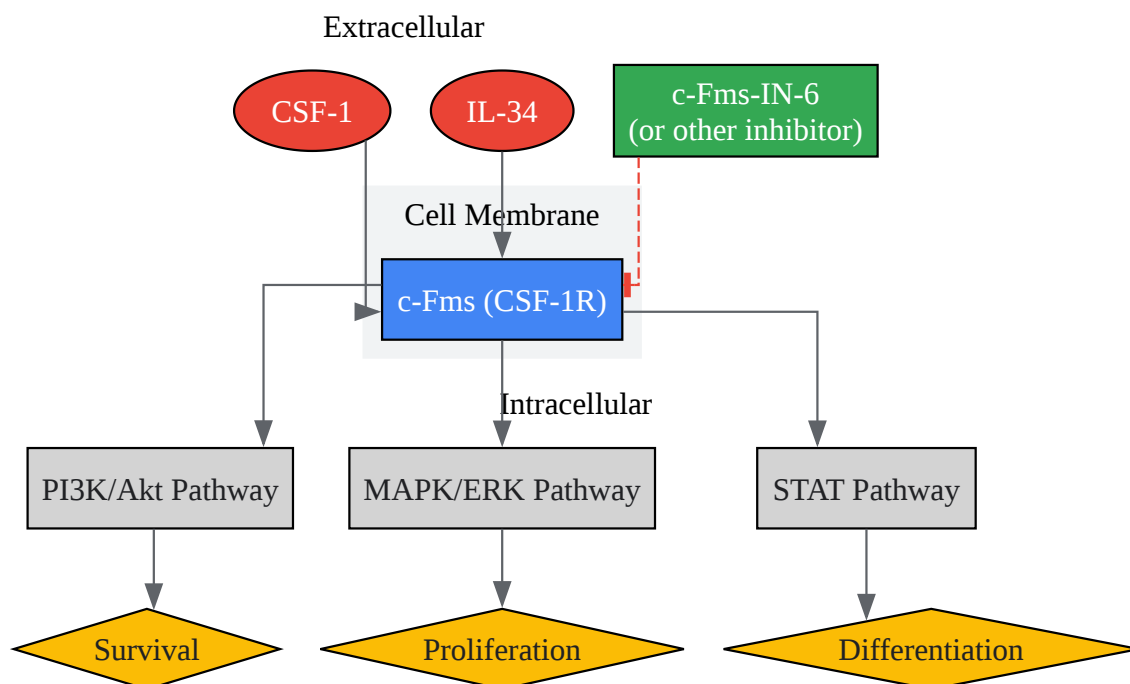 Extracellular
CSF-1
IL-34
c-Fms-IN-6
(or other inhibitor)
Cell Membrane
c-Fms (CSF-1R)
Intracellular
PI3K/Akt Pathway
MAPK/ERK Pathway
STAT Pathway
Survival
Proliferation
Differentiation